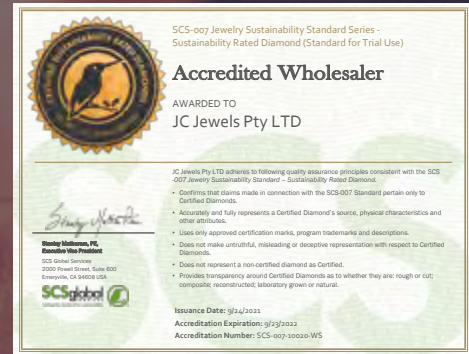 SCS-007 Jewelry Sustainability Standard Series -
Sustainability Rated Diamond (Standard for Trial Use)
Accredited Wholesaler
AWARDED TO
JC Jewels Pty LTD
JC Jewels Pty LTD adheres to following quality assurance principles consistent with the SCS
-007 Jewelry Sustainability Standard – Sustainability Rated Diamond.
• Confirms that claims made in connection with the SCS-007 Standard pertain only to
Certified Diamonds.
• Accurately and fully represents a Certified Diamond's source, physical characteristics and
other attributes.
• Uses only approved certification marks, program trademarks and descriptions.
• Does not make untruthful, misleading or deceptive representation with respect to Certified
Diamonds.
• Does not represent a non-certified diamond as Certified.
• Provides transparency around Certified Diamonds as to whether they are: rough or cut;
composite; reconstructed; laboratory grown or natural.
Stanley Mathuram, PE,
Executive Vice President
SCS Global Services
2000 Powell Street, Suite 600
Emeryville, CA 94608 USA
SCSglobal
Issuance Date: 9/24/2021
Accreditation Expiration: 9/23/2022
Accreditation Number: SCS-007-10020-WS
SCS